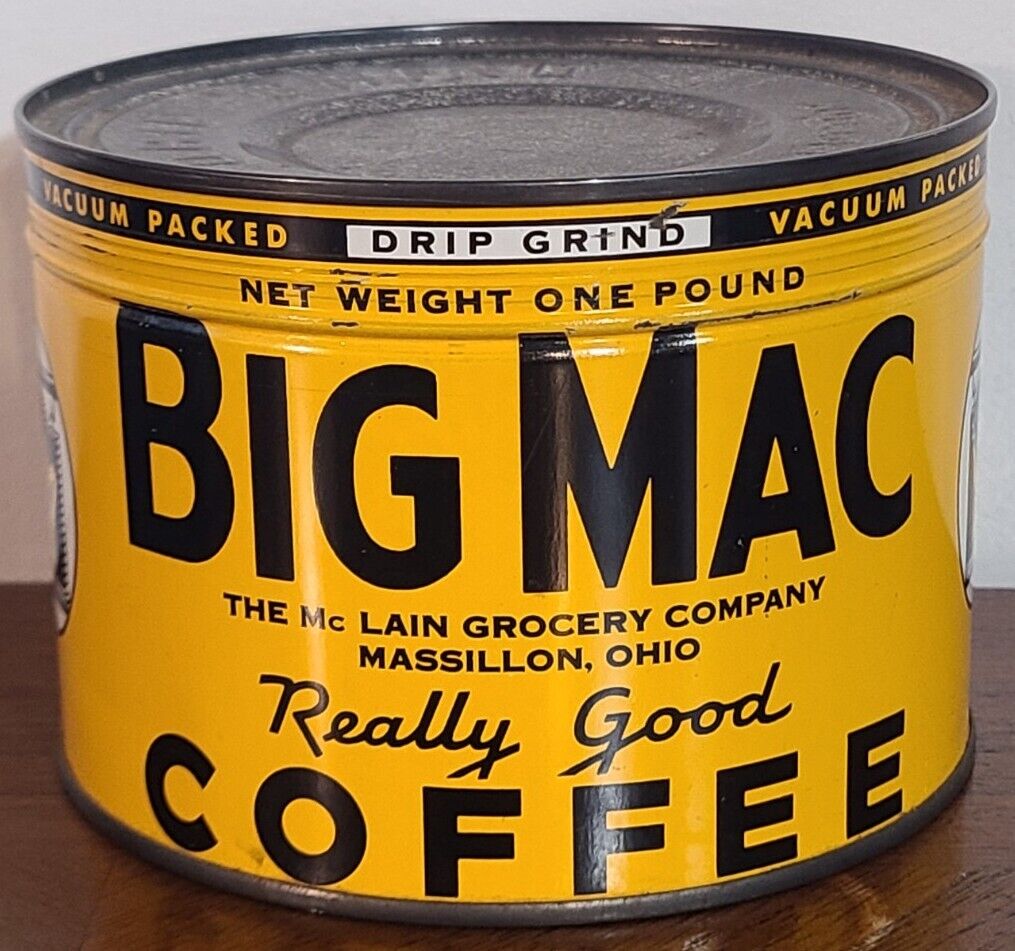 VACUUM PACKED DRIP GRIND VACUUM PACKED
NET WEIGHT ONE POUND
BIG MAC
THE Mc LAIN GROCERY COMPANY
MASSILLON, OHIO
Really Good
COFFEE